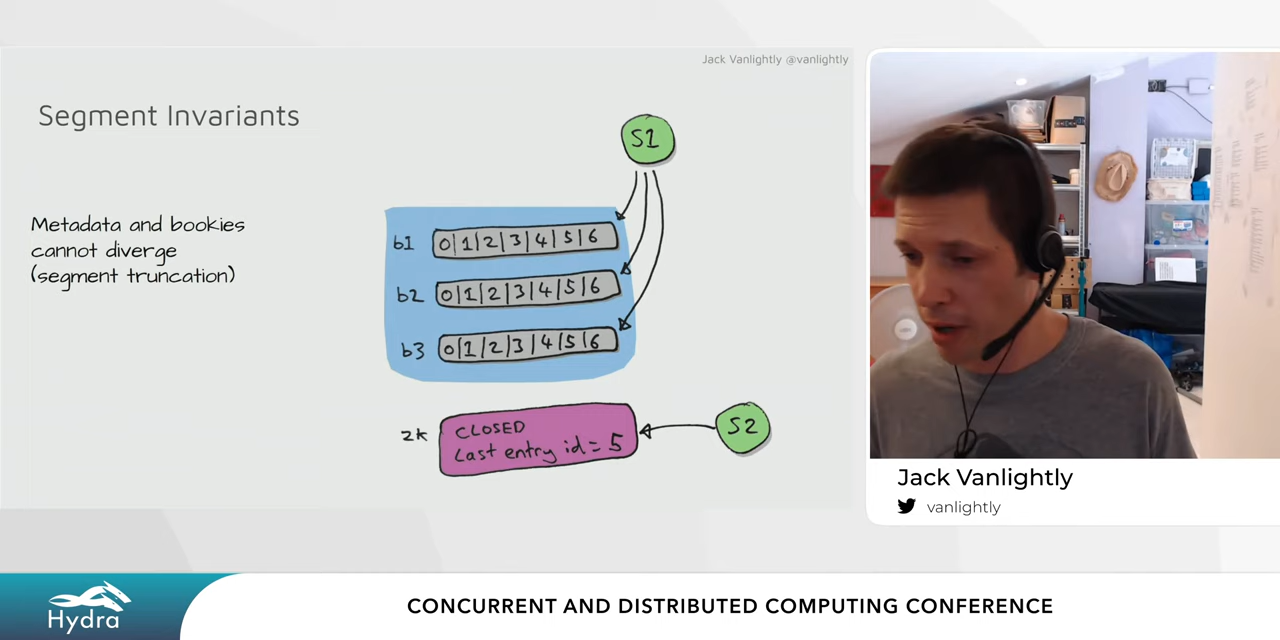 Jack Vanlightly @vanlightly
Segment Invariants
S1
Metadata and bookies
cannot diverge
(segment truncation)
b1 0|1|2|3|4|5|6
b2 0|1|2|3|4|5|6
b3 0|1|2|3|4|5|6
zk
CLOSED
Last entry id = 5
S2
Jack Vanlightly
vanlightly
Hydra
CONCURRENT AND DISTRIBUTED COMPUTING CONFERENCE